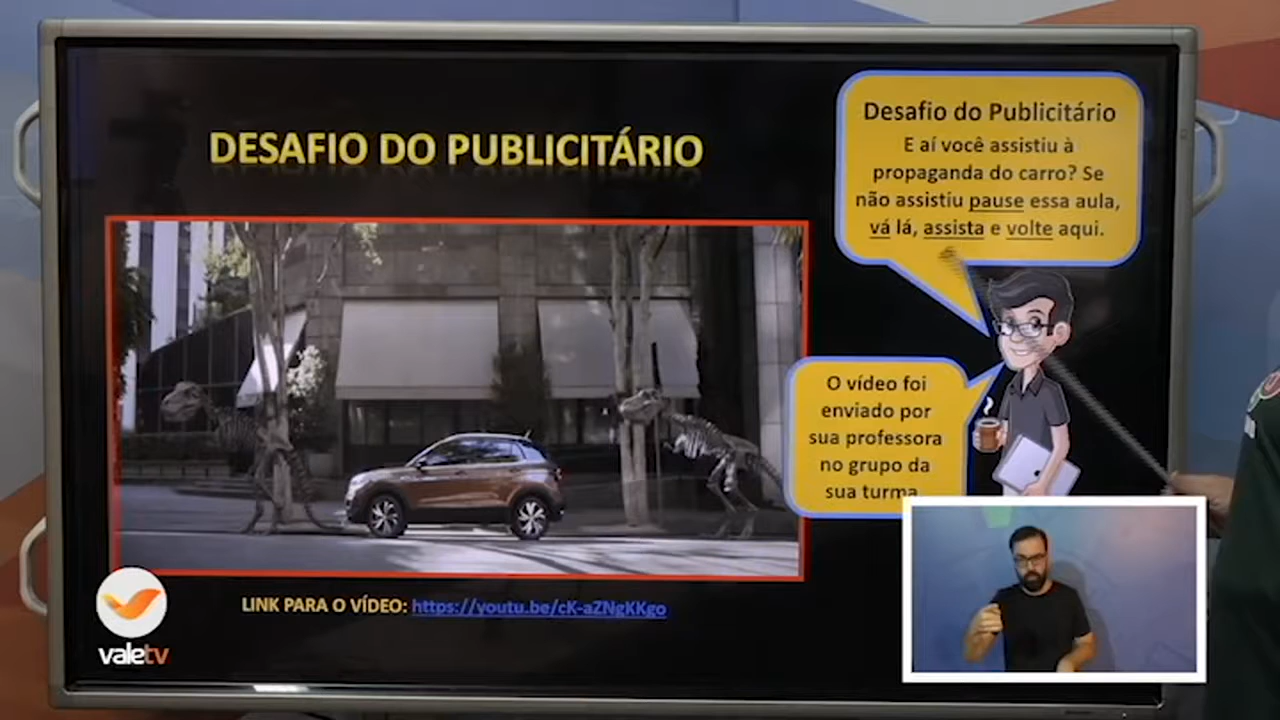 DESAFIO DO PUBLICITÁRIO
Desafio do Publicitário
E aí você assistiu à
propaganda do carro? Se
não assistiu pause essa aula,
vá lá, assista e volte aqui.
O vídeo foi
enviado por
sua professora
no grupo da
sua turma
LINK PARA O VÍDEO: https://youtu.be/cK-aZNgKKgo
valetv